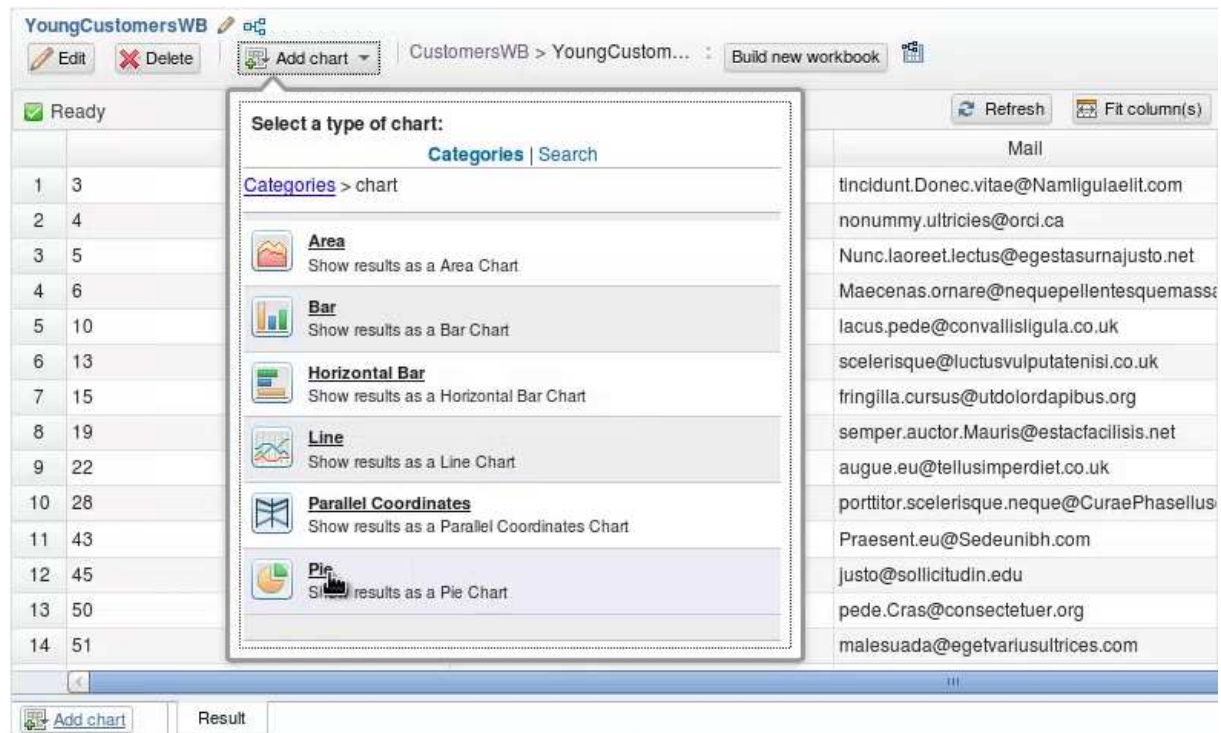 YoungCustomersWB
Edit Delete Add chart CustomersWB > YoungCustom... : Build new workbook
Ready Refresh Fit column(s)
Select a type of chart:
Categories | Search
Categories > chart
Area
Show results as a Area Chart
Bar
Show results as a Bar Chart
Horizontal Bar
Show results as a Horizontal Bar Chart
Line
Show results as a Line Chart
Parallel Coordinates
Show results as a Parallel Coordinates Chart
Pie
Show results as a Pie Chart
Mail
1 3 tincidunt.Donec.vitae@Namligulaelit.com
2 4 nonummy.ultricies@orci.ca
3 5 Nunc.laoreet.lectus@egestasurnajusto.net
4 6 Maecenas.ornare@nequepellentesquemassa
5 10 lacus.pede@convallisligula.co.uk
6 13 scelerisque@luctusvulputatenisi.co.uk
7 15 fringilla.cursus@utdolordapibus.org
8 19 semper.auctor.Mauris@estacfacilisis.net
9 22 augue.eu@tellusimperdiet.co.uk
10 28 porttitor.scelerisque.neque@CuraePhasellus
11 43 Praesent.eu@Sedeunibh.com
12 45 justo@sollicitudin.edu
13 50 pede.Cras@consectetuer.org
14 51 malesuada@egetvariusultrices.com
Add chart Result